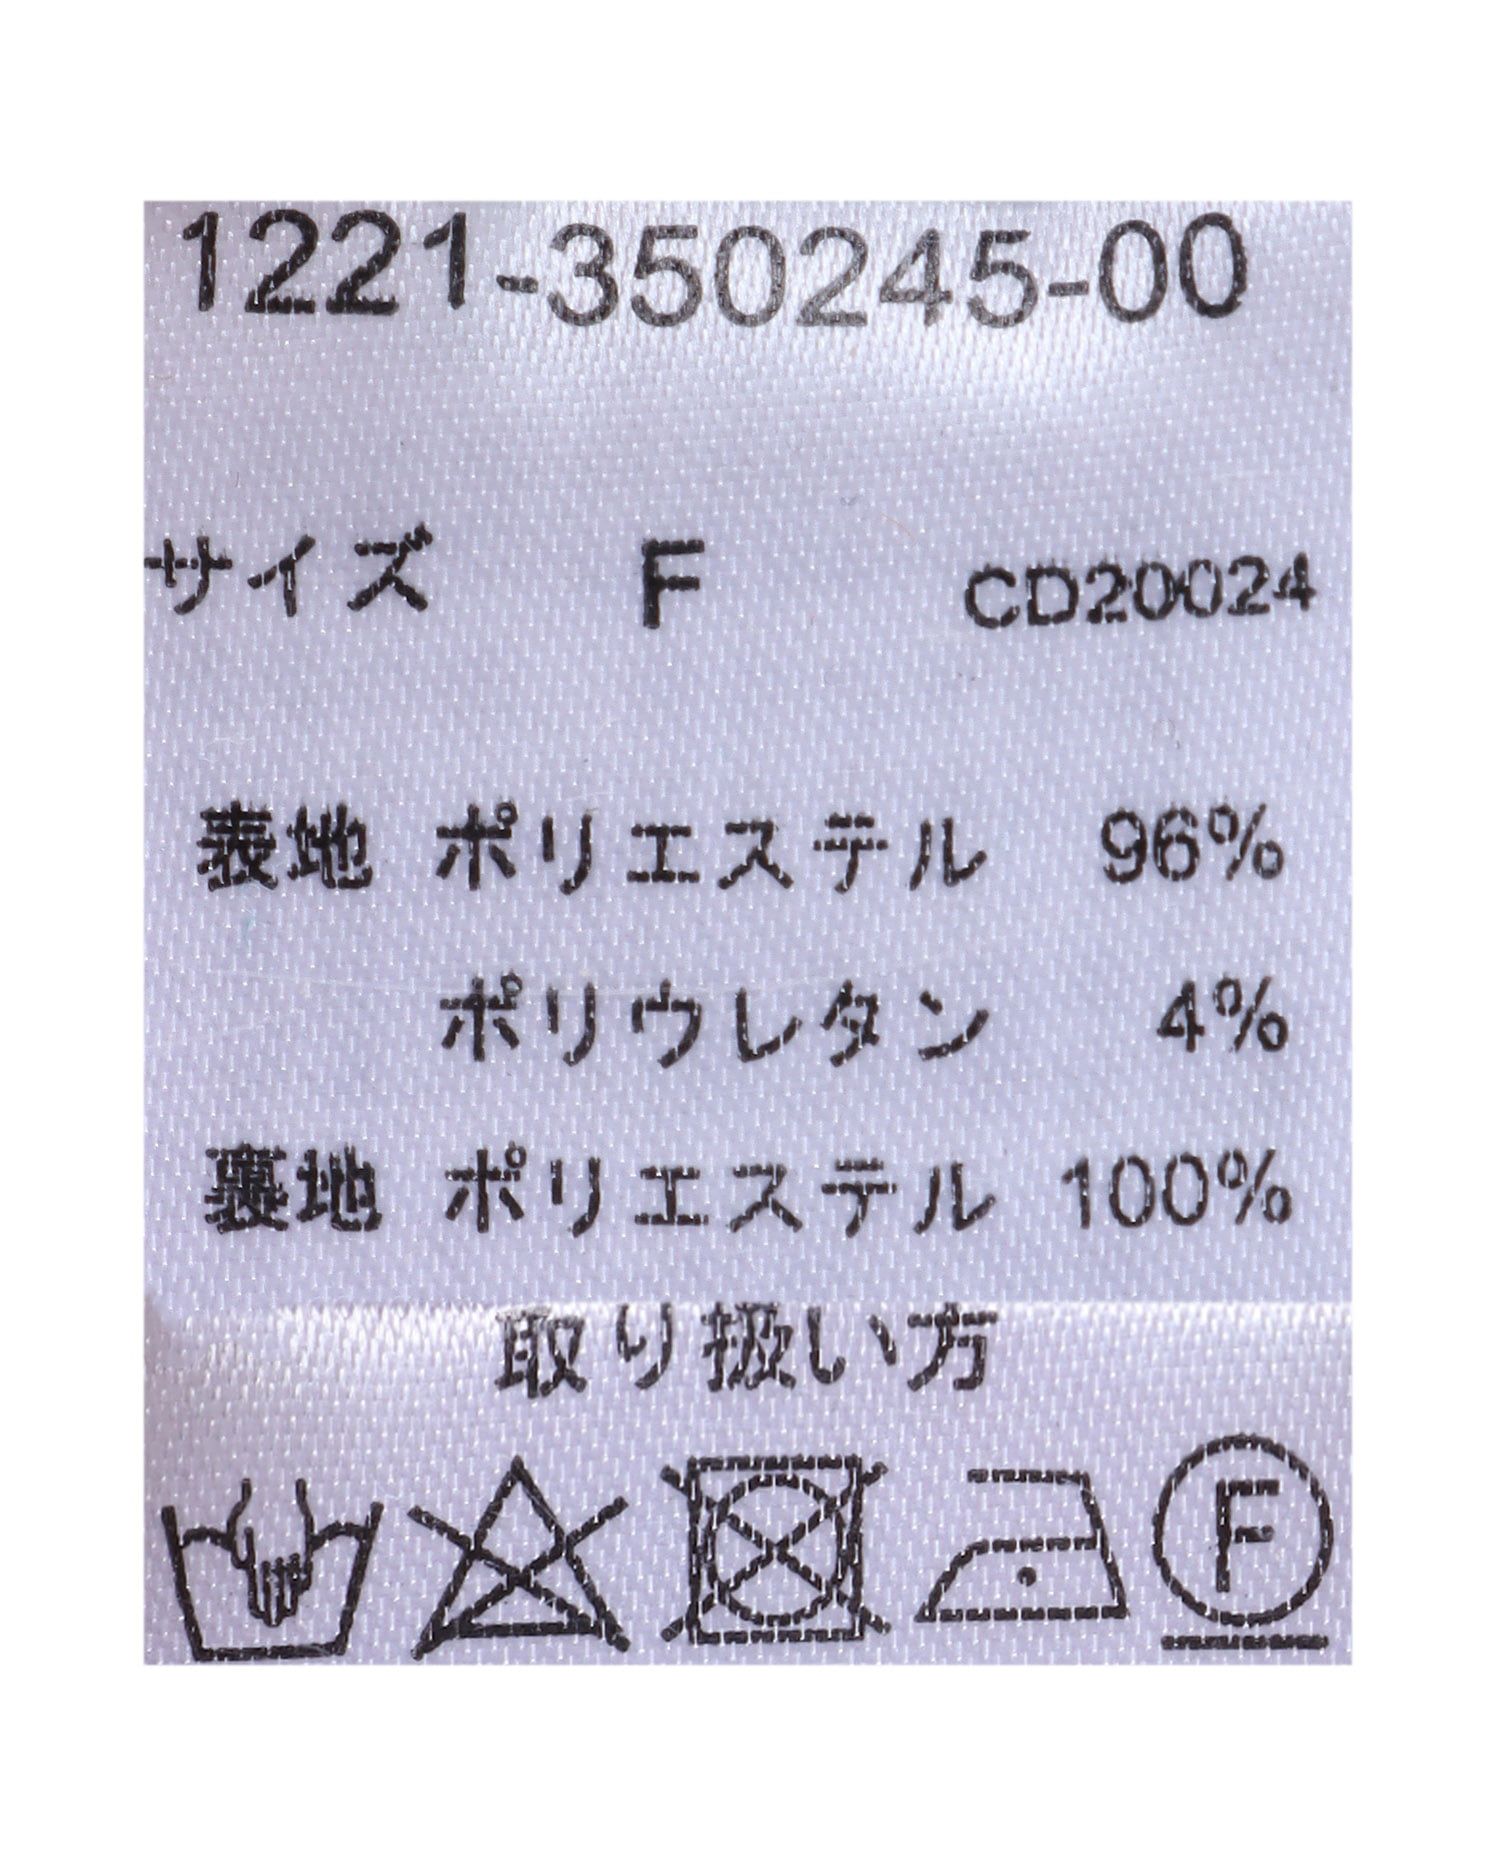 1221-350245-00
サイズ F CD20024
表地 ポリエステル 96%
ポリウレタン 4%
裏地 ポリエステル 100%
取り扱い方
F